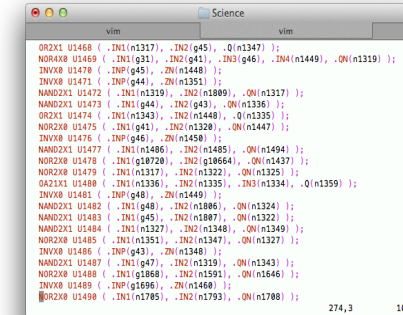 Science
vim vim
OR2X1 U1468 ( .IN1(n1317), .IN2(g45), .Q(n1347) );
NOR4X0 U1469 ( .IN1(g31), .IN2(g42), .IN3(g46), .IN4(n1449), .QN(n1319) );
INVX0 U1470 ( .INP(g45), .ZN(n1448) );
INVX0 U1471 ( .INP(g44), .ZN(n1351) );
NAND2X1 U1472 ( .IN1(n1319), .IN2(n1809), .QN(n1317) );
NAND2X1 U1473 ( .IN1(g44), .IN2(g43), .QN(n1336) );
OR2X1 U1474 ( .IN1(n1343), .IN2(n1448), .Q(n1335) );
NOR2X0 U1475 ( .IN1(g41), .IN2(n1320), .QN(n1447) );
INVX0 U1476 ( .INP(g46), .ZN(n1450) );
NAND2X1 U1477 ( .IN1(n1486), .IN2(n1485), .QN(n1494) );
NOR2X0 U1478 ( .IN1(g10720), .IN2(g10664), .QN(n1437) );
NOR2X0 U1479 ( .IN1(n1317), .IN2(n1322), .QN(n1325) );
OA21X1 U1480 ( .IN1(n1336), .IN2(n1335), .IN3(n1334), .Q(n1359) );
INVX0 U1481 ( .INP(g48), .ZN(n1449) );
NAND2X1 U1482 ( .IN1(g48), .IN2(n1806), .QN(n1324) );
NAND2X1 U1483 ( .IN1(g45), .IN2(n1807), .QN(n1322) );
NAND2X1 U1484 ( .IN1(n1327), .IN2(n1348), .QN(n1349) );
NOR2X0 U1485 ( .IN1(n1351), .IN2(n1347), .QN(n1327) );
INVX0 U1486 ( .INP(g43), .ZN(n1348) );
NAND2X1 U1487 ( .IN1(g47), .IN2(n1319), .QN(n1343) );
NOR2X0 U1488 ( .IN1(g1868), .IN2(n1591), .QN(n1646) );
INVX0 U1489 ( .INP(g1696), .ZN(n1460) );
NOR2X0 U1490 ( .IN1(n1705), .IN2(n1793), .QN(n1708) );
274,3